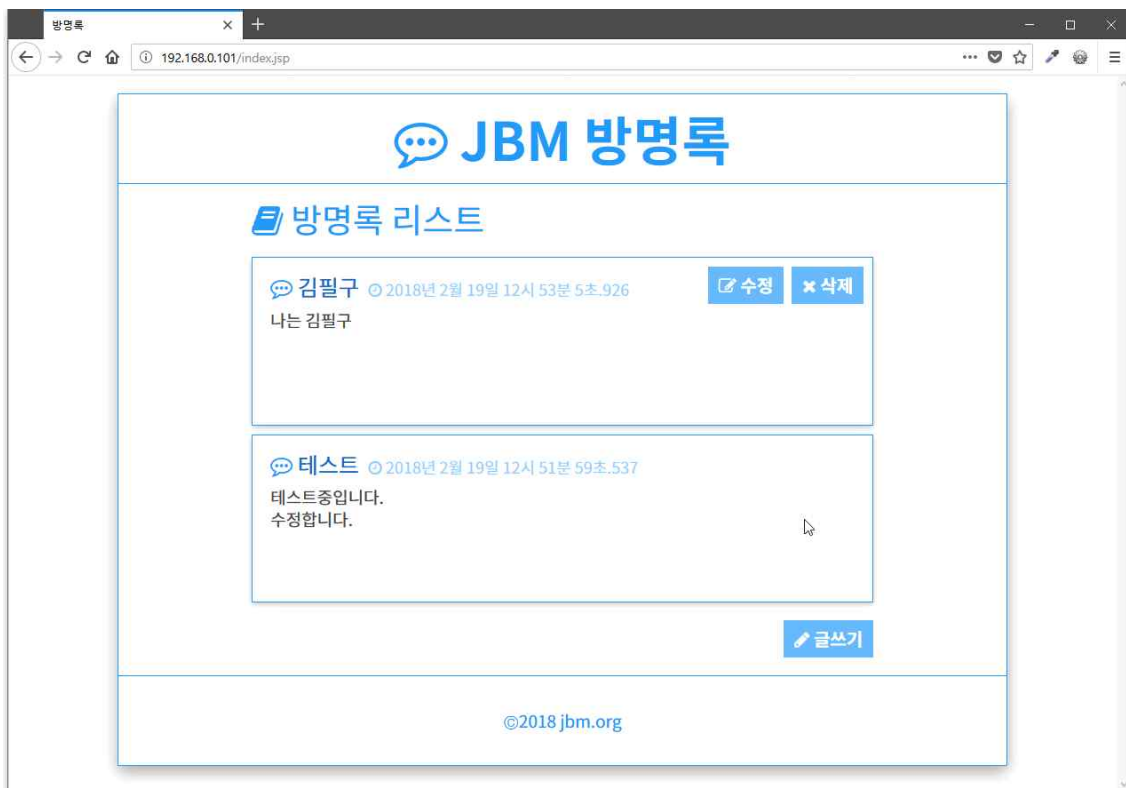 방명록
192.168.0.101/index.jsp
JBM 방명록
방명록 리스트
김필구 2018년 2월 19일 12시 53분 5초.926 수정 삭제
나는 김필구
테스트 2018년 2월 19일 12시 51분 59초.537
테스트중입니다.
수정합니다.
글쓰기
©2018 jbm.org